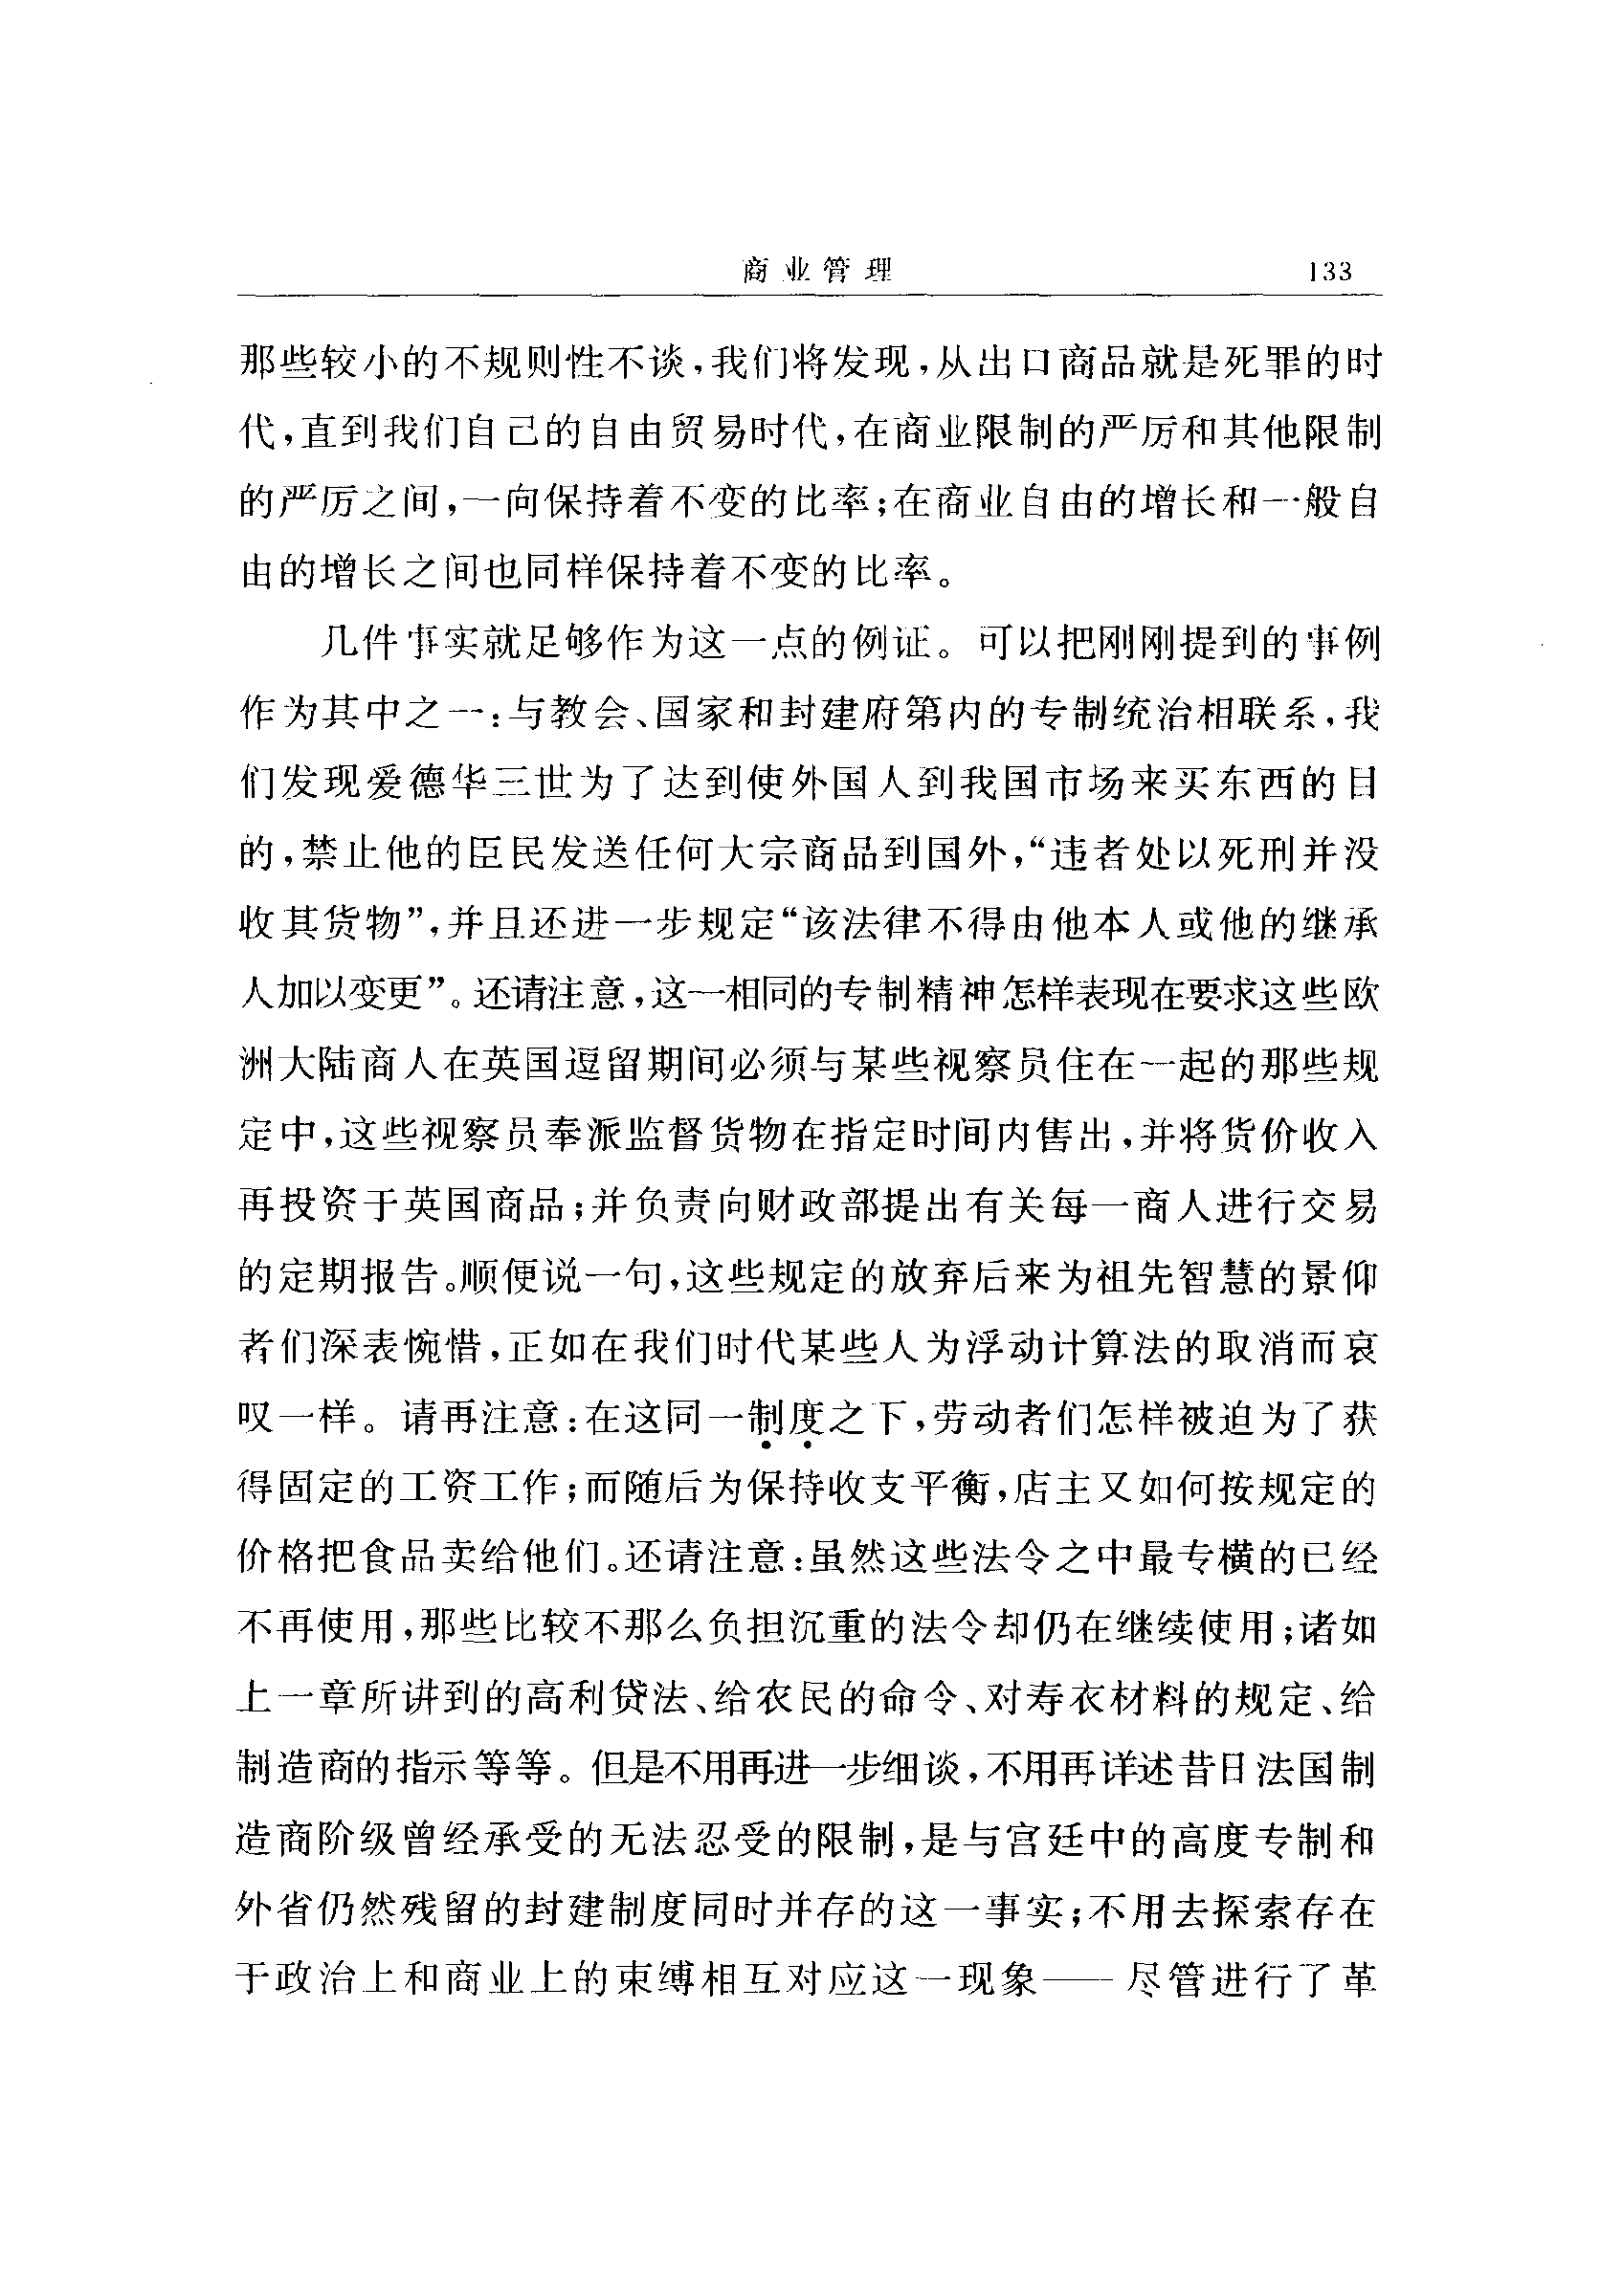 商业管理 133
那些较小的不规则性不谈，我们将发现，从出口商品就是死罪的时
代，直到我们自己的自由贸易时代，在商业限制的严厉和其他限制
的严厉之间，一向保持着不变的比率；在商业自由的增长和一般自
由的增长之间也同样保持着不变的比率。
几件事实就足够作为这一点的例证。可以把刚刚提到的事例
作为其中之一：与教会、国家和封建府第内的专制统治相联系，我
们发现爱德华三世为了达到使外国人到我国市场来买东西的目
的，禁止他的臣民发送任何大宗商品到国外，“违者处以死刑并没
收其货物”，并且还进一步规定“该法律不得由他本人或他的继承
人加以变更”。还请注意，这一相同的专制精神怎样表现在要求这些欧
洲大陆商人在英国逗留期间必须与某些视察员住在一起的那些规
定中，这些视察员奉派监督货物在指定时间内售出，并将货价收入
再投资于英国商品；并负责向财政部提出有关每一商人进行交易
的定期报告。顺便说一句，这些规定的放弃后来为祖先智慧的景仰
者们深表惋惜，正如在我们时代某些人为浮动计算法的取消而哀
叹一样。请再注意：在这同一制度之下，劳动者们怎样被迫为了获
得固定的工资工作；而随后为保持收支平衡，店主又如何按规定的
价格把食品卖给他们。还请注意：虽然这些法令之中最专横的已经
不再使用，那些比较不那么负担沉重的法令却仍在继续使用；诸如
上一章所讲到的高利贷法、给农民的命令、对寿衣材料的规定、给
制造商的指示等等。但是不用再进一步细谈，不用再详述昔日法国制
造商阶级曾经承受的无法忍受的限制，是与宫廷中的高度专制和
外省仍然残留的封建制度同时并存的这一事实；不用去探索存在
于政治上和商业上的束缚相互对应这一现象——尽管进行了革